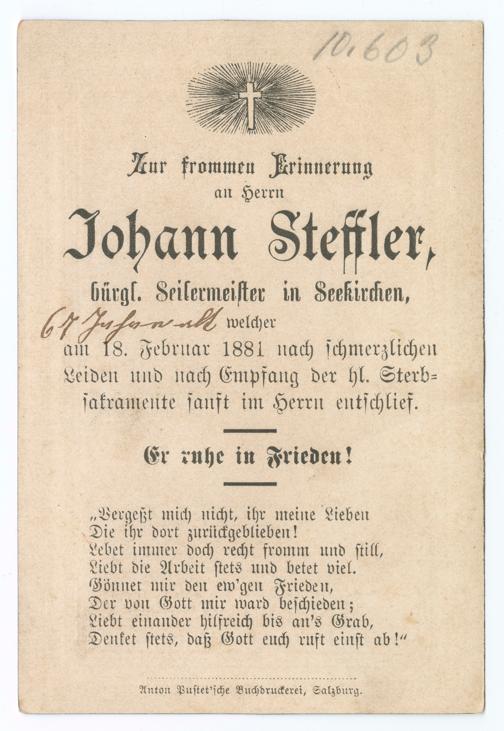 10.603
Zur frommen Erinnerung
an Herrn
Johann Steffler,
bürgl. Seilermeister in Seekirchen,
67 Jahre alt welcher
am 18. Februar 1881 nach schmerzlichen
Leiden und nach Empfang der hl. Sterb=
sakramente sanft im Herrn entschlief.
Er ruhe in Frieden!
„Vergeßt mich nicht, ihr meine Lieben
Die ihr dort zurückgeblieben!
Lebet immer doch recht fromm und still,
Liebt die Arbeit stets und betet viel.
Gönnet mir den ew'gen Frieden,
Der von Gott mir ward beschieden;
Liebt einander hilfreich bis an's Grab,
Denket stets, daß Gott euch ruft einst ab!“
Anton Pustet'sche Buchdruckerei, Salzburg.